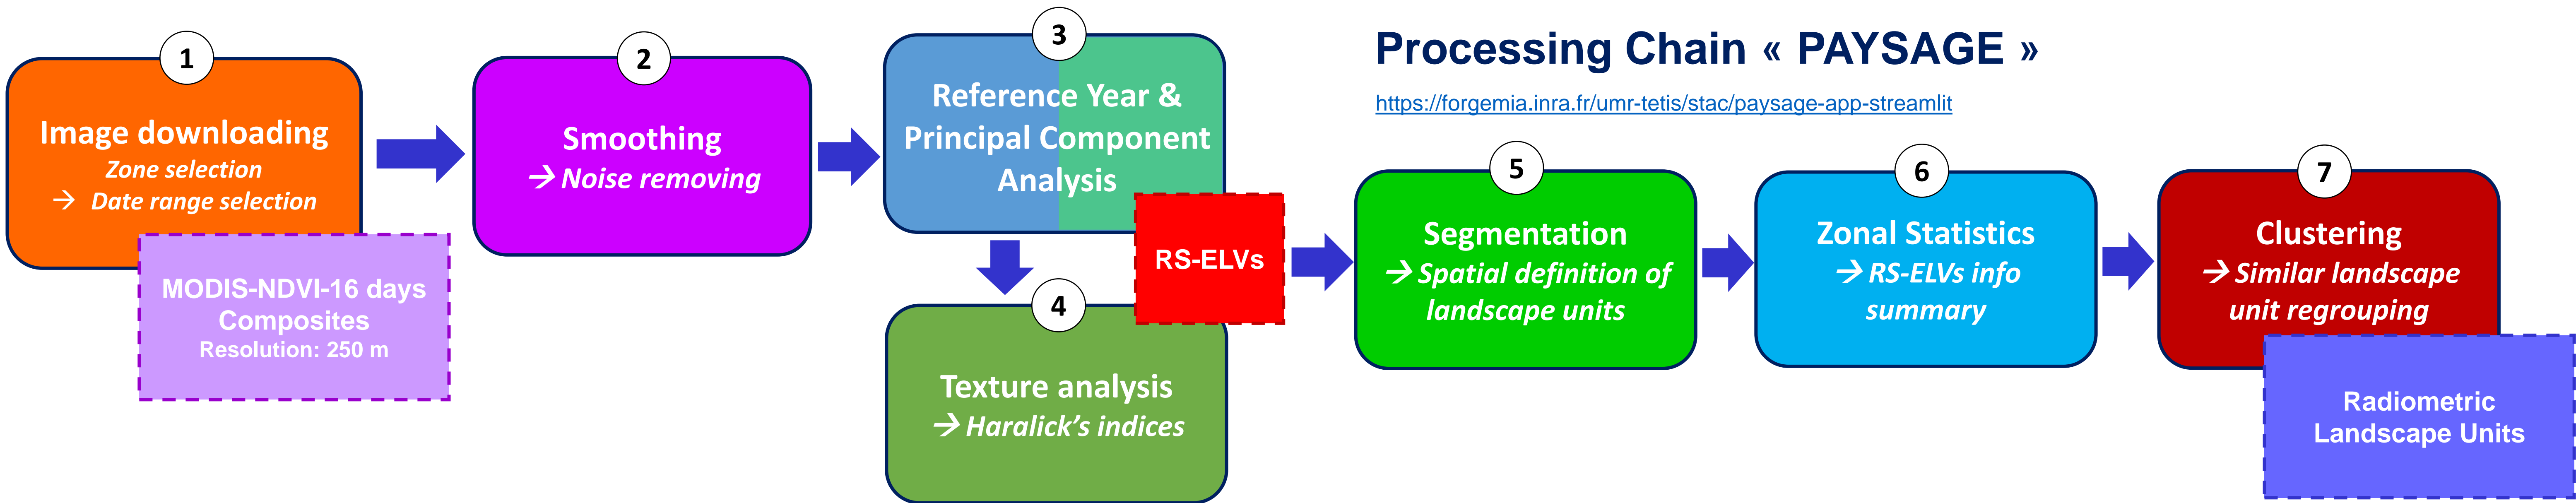 Processing Chain « PAYSAGE »
https://forgemia.inra.fr/umr-tetis/stac/paysage-app-streamlit
1
Image downloading
Zone selection
→ Date range selection
MODIS-NDVI-16 days
Composites
Resolution: 250 m
2
Smoothing
→ Noise removing
3
Reference Year &
Principal Component
Analysis
RS-ELVs
4
Texture analysis
→ Haralick’s indices
5
Segmentation
→ Spatial definition of
landscape units
6
Zonal Statistics
→ RS-ELVs info
summary
7
Clustering
→ Similar landscape
unit regrouping
Radiometric
Landscape Units